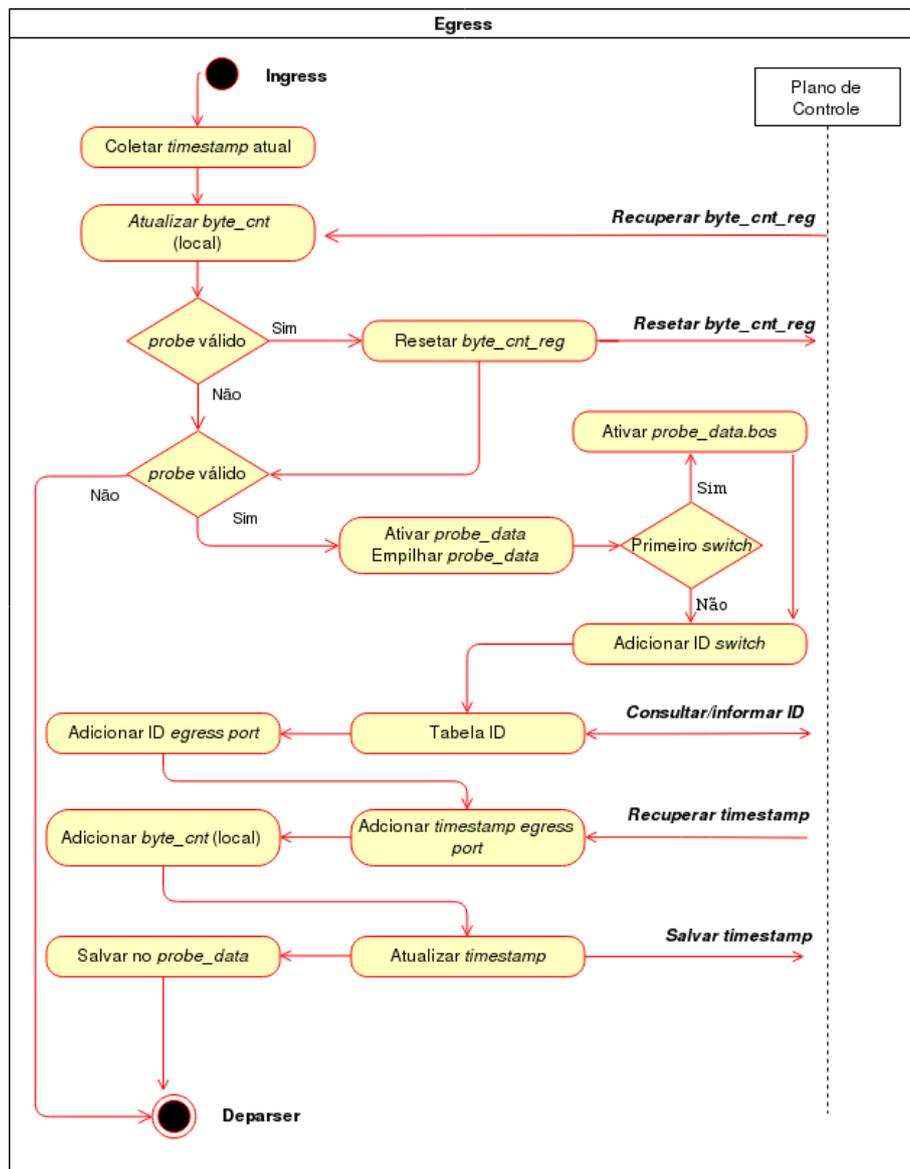 Egress
Ingress
Plano de
Controle
Coletar timestamp atual
Atualizar byte_cnt
(local)
Recuperar byte_cnt_reg
probe válido
Sim
Resetar byte_cnt_reg
Resetar byte_cnt_reg
Não
Ativar probe_data.bos
probe válido
Não
Sim
Sim
Ativar probe_data
Empilhar probe_data
Primeiro switch
Não
Adicionar ID switch
Adicionar ID egress port
Tabela ID
Consultar/informar ID
Adicionar byte_cnt (local)
Adcionar timestamp egress
port
Recuperar timestamp
Salvar no probe_data
Atualizar timestamp
Salvar timestamp
Deparser